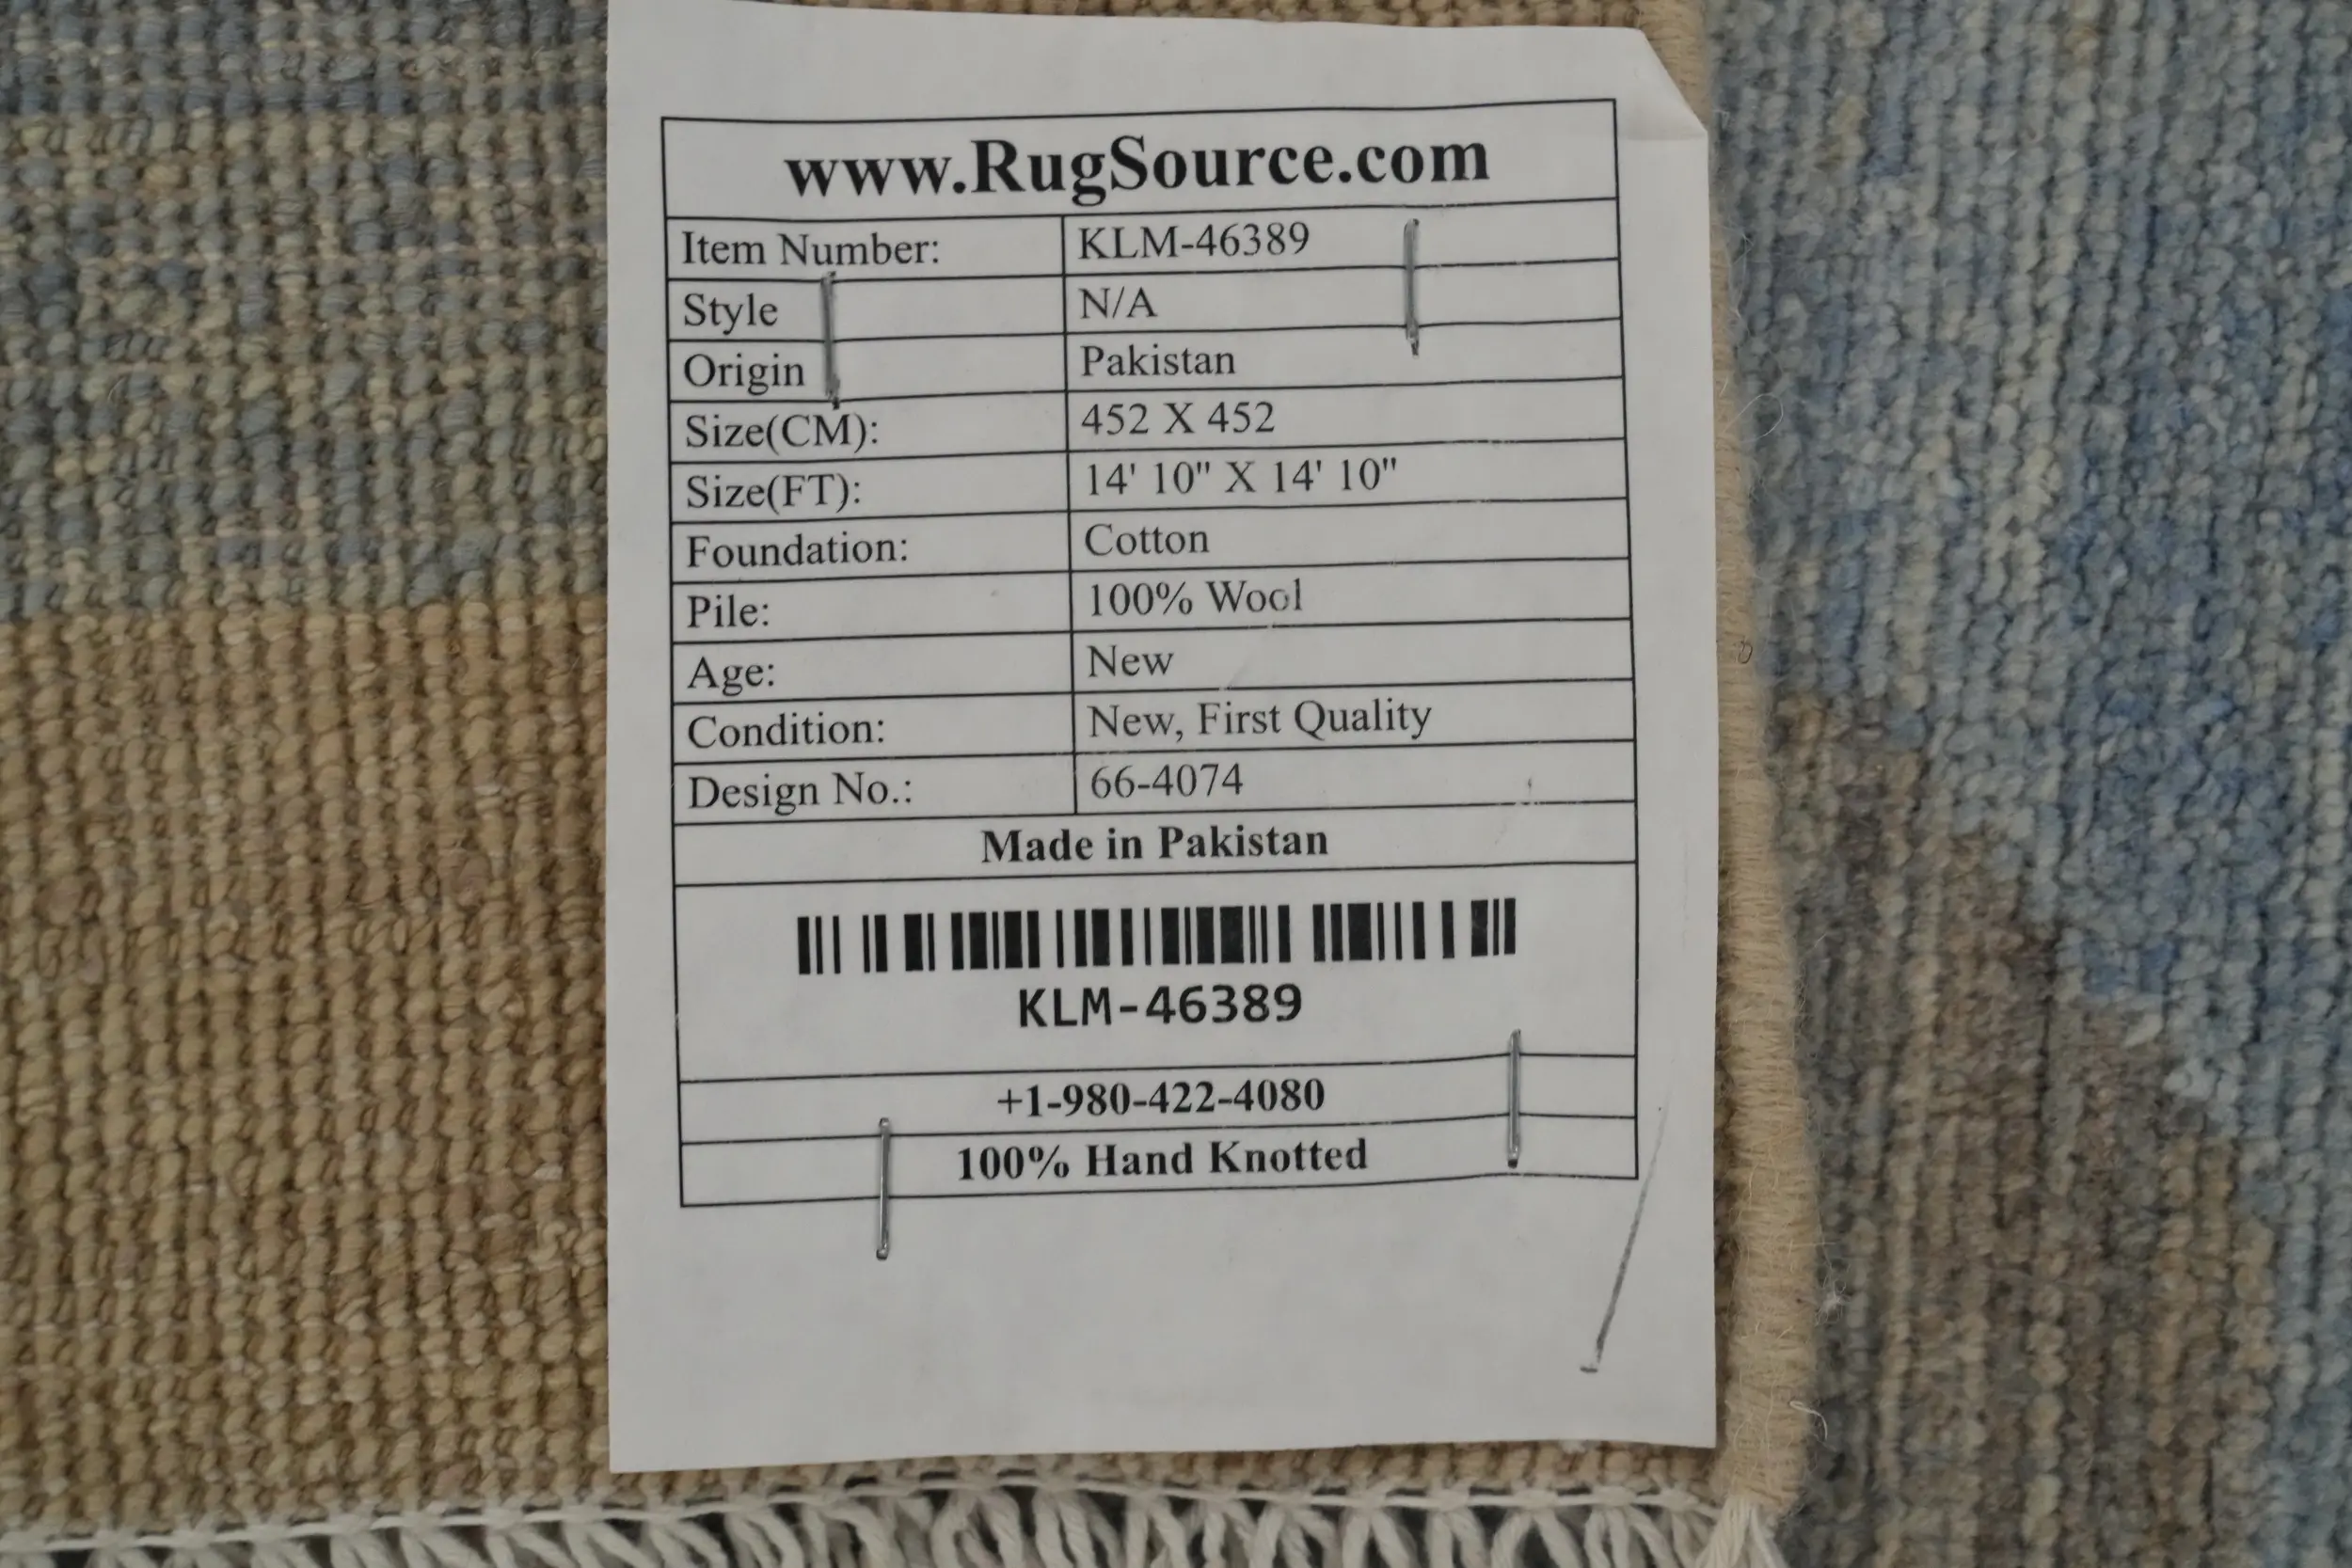 www.RugSource.com
Item Number: KLM-46389
Style N/A
Origin Pakistan
Size(CM): 452 X 452
Size(FT): 14' 10" X 14' 10"
Foundation: Cotton
Pile: 100% Wool
Age: New
Condition: New, First Quality
Design No.: 66-4074
Made in Pakistan
KLM-46389
+1-980-422-4080
100% Hand Knotted